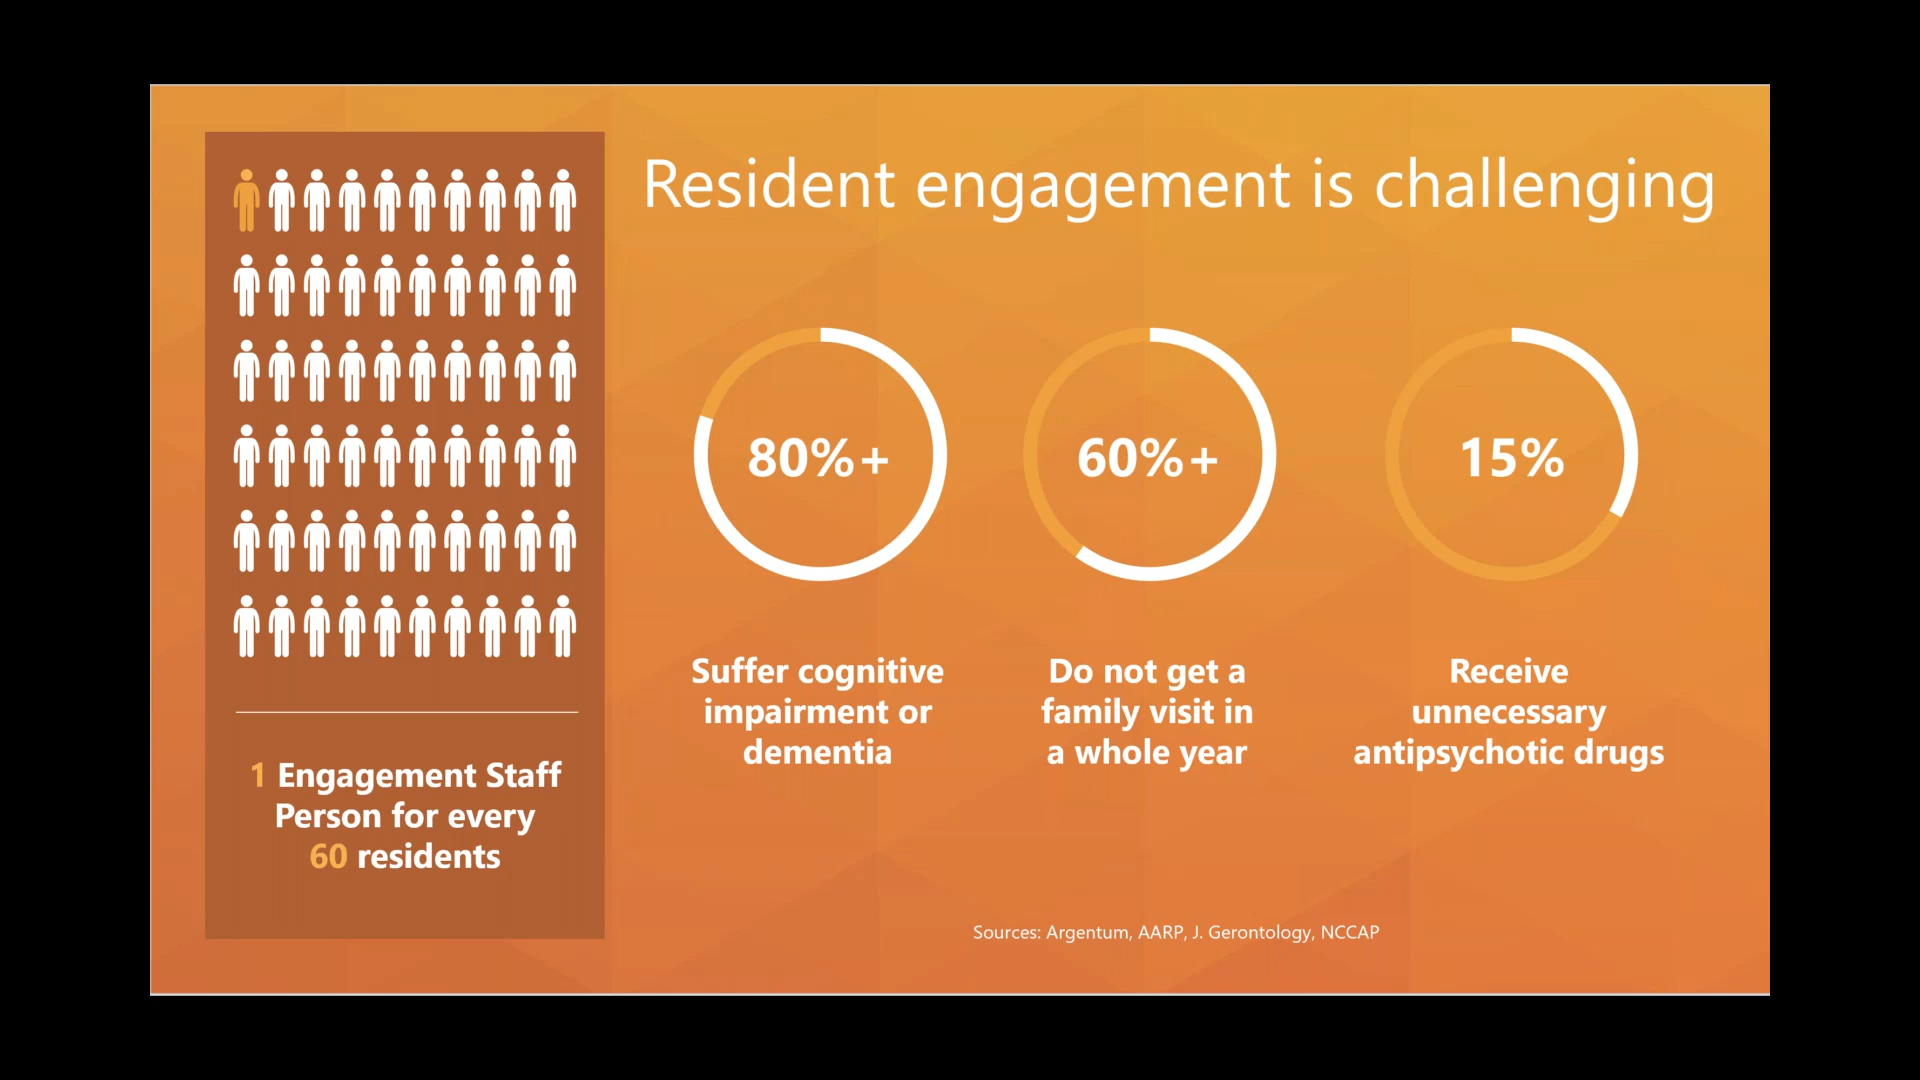 Resident engagement is challenging
1 Engagement Staff
Person for every
60 residents
80%+
Suffer cognitive
impairment or
dementia
60%+
Do not get a
family visit in
a whole year
15%
Receive
unnecessary
antipsychotic drugs
Sources: Argentum, AARP, J. Gerontology, NCCAP